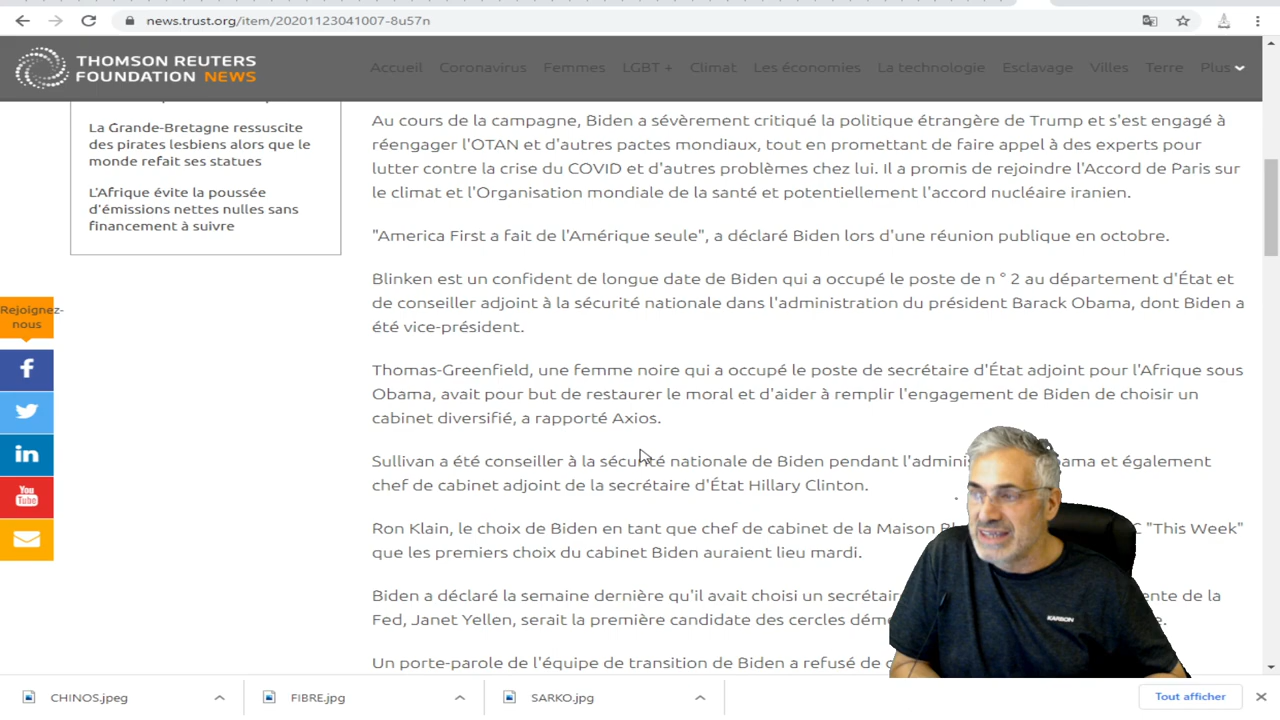 news.trust.org/item/20201123041007-8u57n
THOMSON REUTERS
FOUNDATION NEWS
Accueil Coronavirus Femmes LGBT + Climat Les économies La technologie Esclavage Villes Terre Plus
La Grande-Bretagne ressuscite
des pirates lesbiens alors que le
monde refait ses statues
L'Afrique évite la poussée
d'émissions nettes nulles sans
financement à suivre
Rejoignez-
nous
You
Tube
Au cours de la campagne, Biden a sévèrement critiqué la politique étrangère de Trump et s'est engagé à
réengager l'OTAN et d'autres pactes mondiaux, tout en promettant de faire appel à des experts pour
lutter contre la crise du COVID et d'autres problèmes chez lui. Il a promis de rejoindre l'Accord de Paris sur
le climat et l'Organisation mondiale de la santé et potentiellement l'accord nucléaire iranien.
"America First a fait de l'Amérique seule", a déclaré Biden lors d'une réunion publique en octobre.
Blinken est un confident de longue date de Biden qui a occupé le poste de n ° 2 au département d'État et
de conseiller adjoint à la sécurité nationale dans l'administration du président Barack Obama, dont Biden a
été vice-président.
Thomas-Greenfield, une femme noire qui a occupé le poste de secrétaire d'État adjoint pour l'Afrique sous
Obama, avait pour but de restaurer le moral et d'aider à remplir l'engagement de Biden de choisir un
cabinet diversifié, a rapporté Axios.
Sullivan a été conseiller à la sécurité nationale de Biden pendant et également
chef de cabinet adjoint de la secrétaire d'État Hillary Clinton.
Ron Klain, le choix de Biden en tant que chef de cabinet de la Maison "This Week"
que les premiers choix du cabinet Biden auraient lieu mardi.
Biden a déclaré la semaine dernière qu'il avait choisi un de la
Fed, Janet Yellen, serait la première candidate des cercles
Un porte-parole de l'équipe de transition de Biden a refusé de
KARBON
CHINOS.jpeg
FIBRE.jpg
SARKO.jpg
Tout afficher